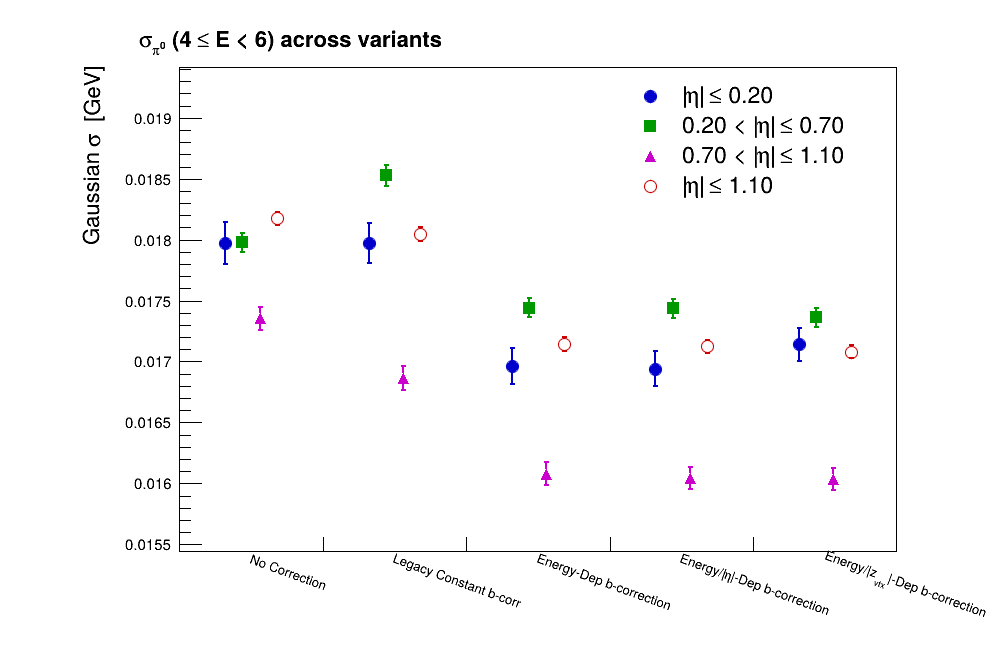 σπ⁰ (4 ≤ E < 6) across variants
Gaussian σ [GeV]
|η| ≤ 0.20
0.20 < |η| ≤ 0.70
0.70 < |η| ≤ 1.10
|η| ≤ 1.10
0.019
0.0185
0.018
0.0175
0.017
0.0165
0.016
0.0155
No Correction
Legacy Constant b-corr
Energy-Dep b-correction
Energy/|η|-Dep b-correction
Energy/|z_vtx|-Dep b-correction